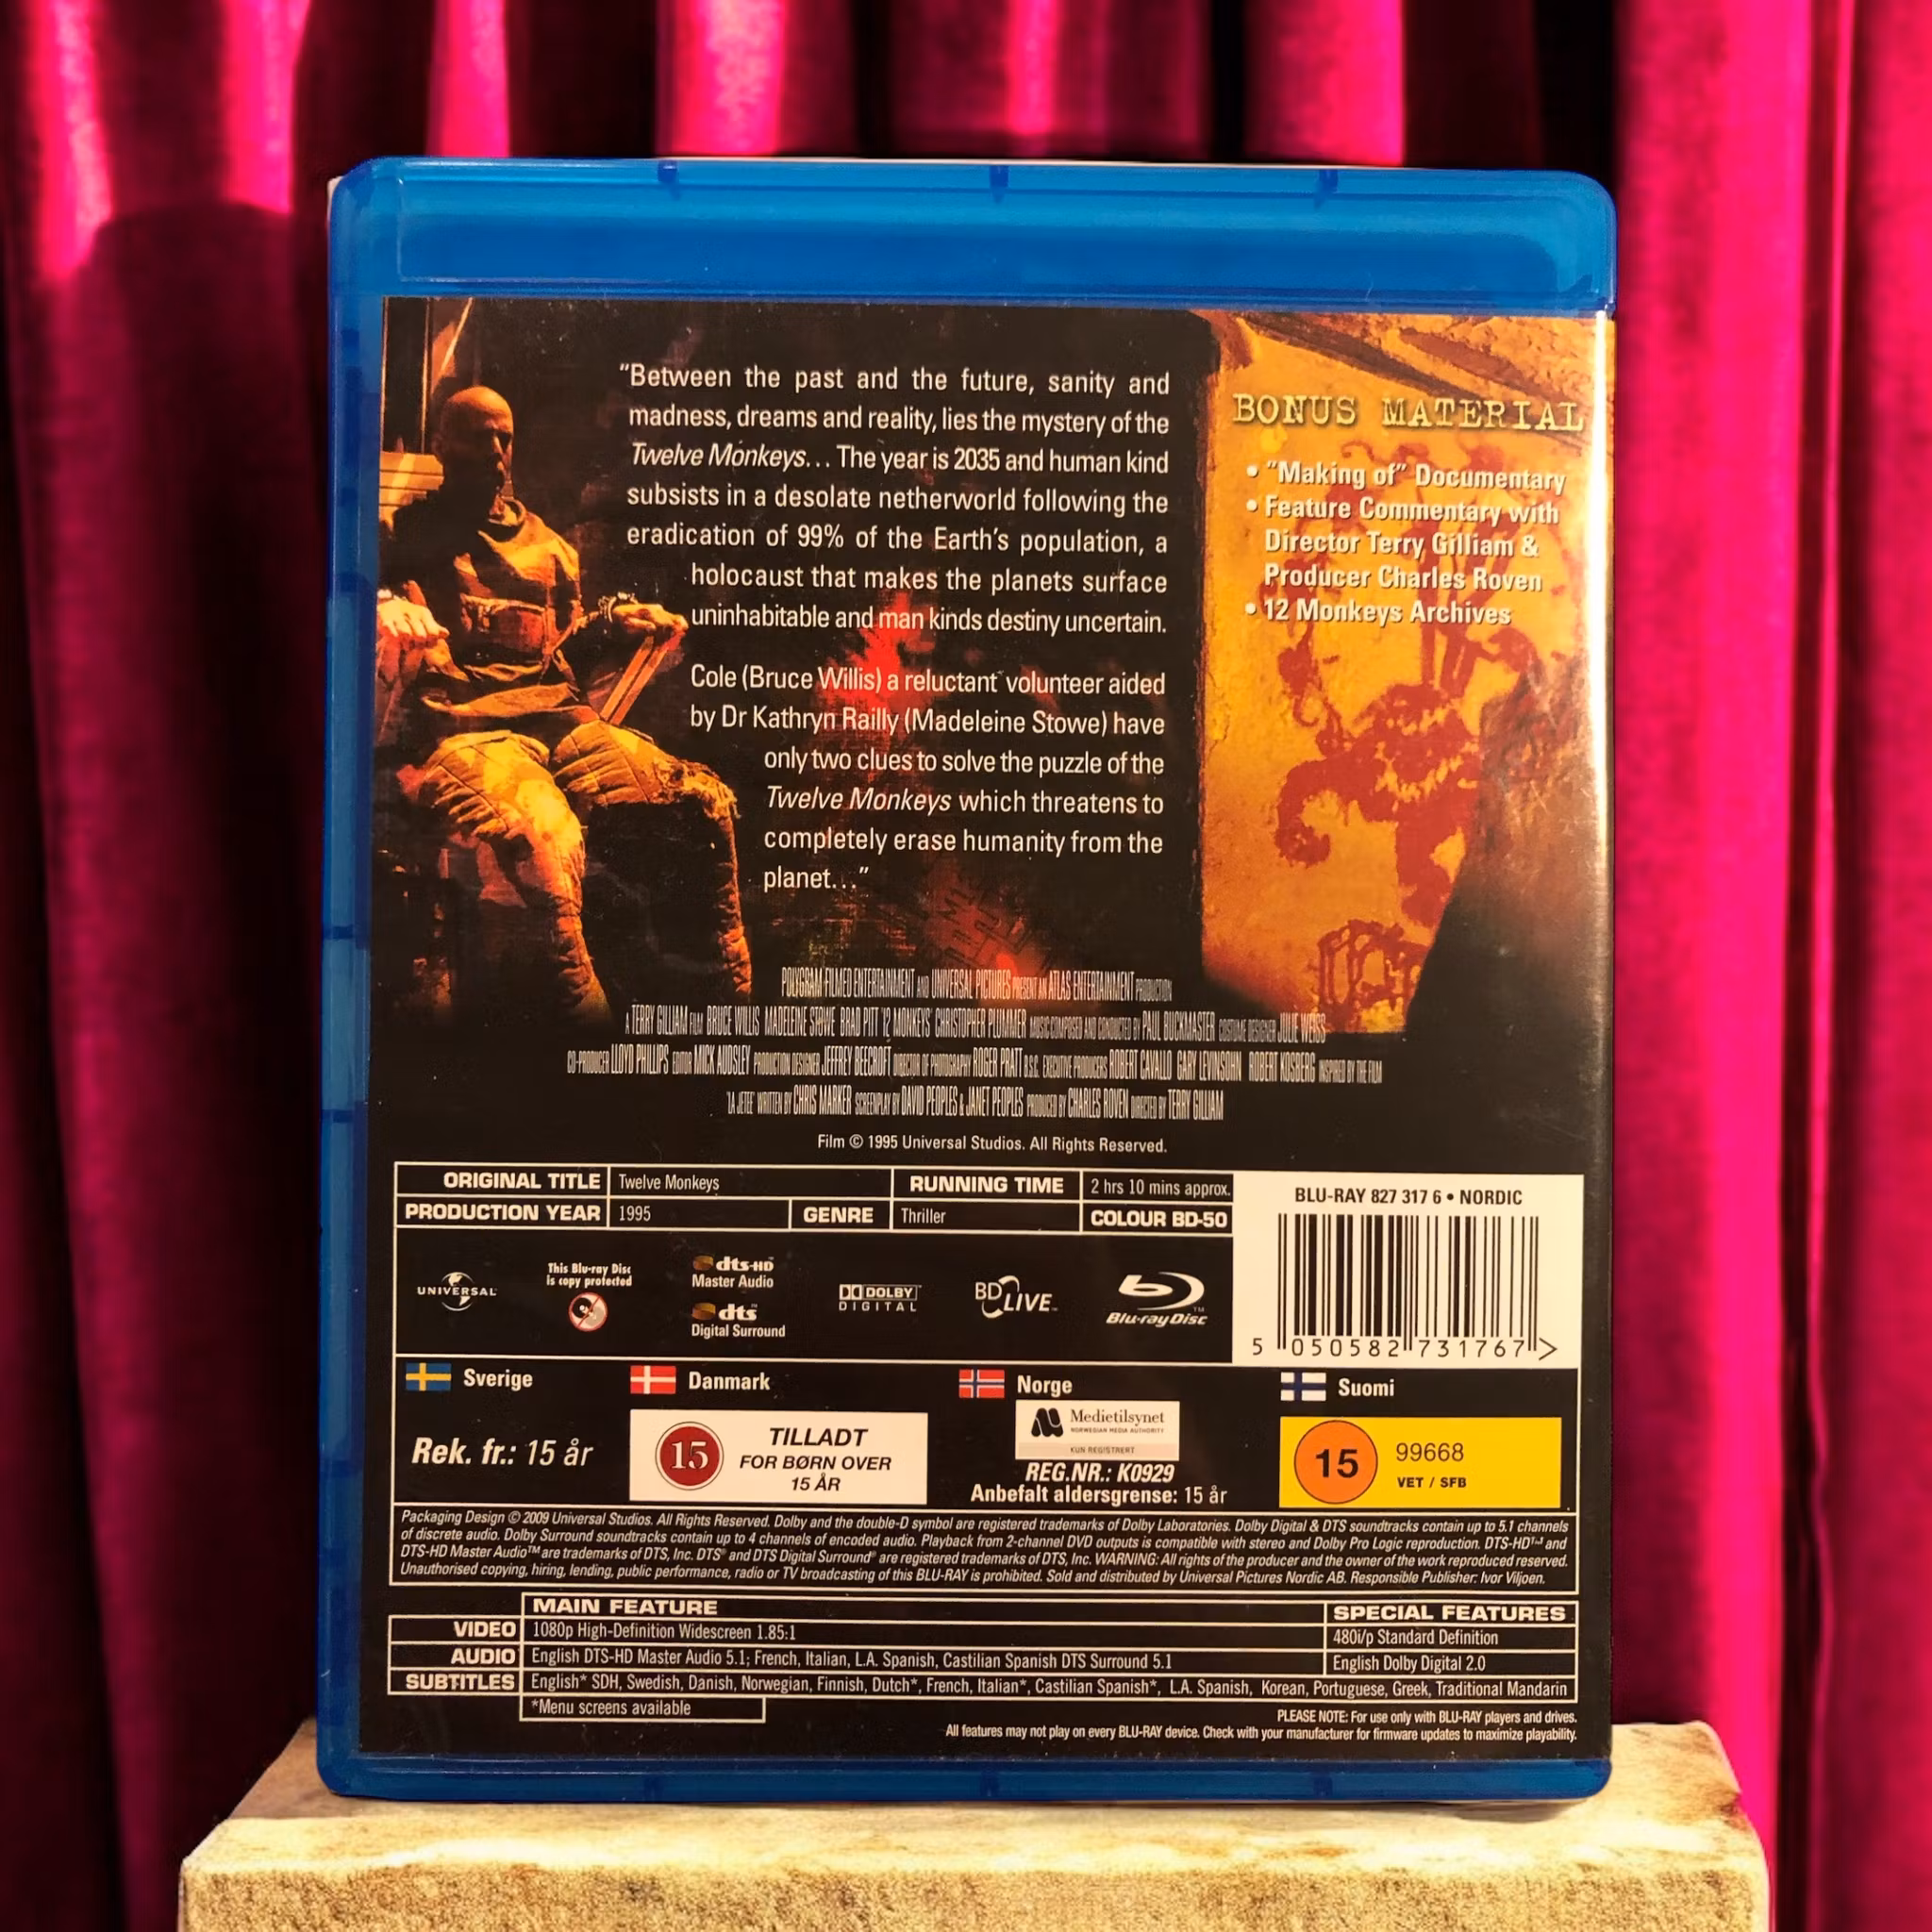 “Between the past and the future, sanity and
madness, dreams and reality, lies the mystery of the
Twelve Monkeys... The year is 2035 and human kind
subsists in a desolate netherworld following the
eradication of 99% of the Earth’s population, a
holocaust that makes the planets surface
uninhabitable and man kinds destiny uncertain.
Cole (Bruce Willis) a reluctant volunteer aided
by Dr Kathryn Railly (Madeleine Stowe) have
only two clues to solve the puzzle of the
Twelve Monkeys which threatens to
completely erase humanity from the
planet...”
BONUS MATERIAL
• “Making of” Documentary
• Feature Commentary with
Director Terry Gilliam &
Producer Charles Roven
• 12 Monkeys Archives
POLYGRAM FILMED ENTERTAINMENT AND UNIVERSAL PICTURES PRESENT AN ATLAS ENTERTAINMENT PRODUCTION
A TERRY GILLIAM FILM BRUCE WILLIS MADELEINE STOWE BRAD PITT '12 MONKEYS' CHRISTOPHER PLUMMER MUSIC COMPOSED AND CONDUCTED BY PAUL BUCKMASTER COSTUME DESIGNER JULIE WEISS
CO-PRODUCER LLOYD PHILLIPS EDITOR MICK AUDSLEY PRODUCTION DESIGNER JEFFREY BEECROFT DIRECTOR OF PHOTOGRAPHY ROGER PRATT B.S.C. EXECUTIVE PRODUCERS ROBERT CAVALLO GARY LEVINSOHN ROBERT KOSBERG INSPIRED BY THE FILM
'LA JETEE' WRITTEN BY CHRIS MARKER SCREENPLAY BY DAVID PEOPLES & JANET PEOPLES PRODUCED BY CHARLES ROVEN DIRECTED BY TERRY GILLIAM
Film © 1995 Universal Studios. All Rights Reserved.
ORIGINAL TITLE Twelve Monkeys RUNNING TIME 2 hrs 10 mins approx.
PRODUCTION YEAR 1995 GENRE Thriller COLOUR BD-50
BLU-RAY 827 317 6 • NORDIC
5 050582 731767 >
UNIVERSAL
This Blu-ray Disc
is copy protected
dts-HD
Master Audio
dts
Digital Surround
DOLBY
DIGITAL
BD LIVE™
Blu-ray Disc™
Sverige
Danmark
Norge
Suomi
Rek. fr.: 15 år
15
TILLADT
FOR BØRN OVER
15 ÅR
Medietilsynet
NORWEGIAN MEDIA AUTHORITY
KUN REGISTRERT
REG.NR.: K0929
Anbefalt aldersgrense: 15 år
15
99668
VET / SFB
Packaging Design © 2009 Universal Studios. All Rights Reserved. Dolby and the double-D symbol are registered trademarks of Dolby Laboratories. Dolby Digital & DTS soundtracks contain up to 5.1 channels
of discrete audio. Dolby Surround soundtracks contain up to 4 channels of encoded audio. Playback from 2-channel DVD outputs is compatible with stereo and Dolby Pro Logic reproduction. DTS-HD™ and
DTS-HD Master Audio™ are trademarks of DTS, Inc. DTS® and DTS Digital Surround® are registered trademarks of DTS, Inc. WARNING: All rights of the producer and the owner of the work reproduced reserved.
Unauthorised copying, hiring, lending, public performance, radio or TV broadcasting of this BLU-RAY is prohibited. Sold and distributed by Universal Pictures Nordic AB. Responsible Publisher: Ivor Viljoen.
MAIN FEATURE SPECIAL FEATURES
VIDEO 1080p High-Definition Widescreen 1.85:1 480i/p Standard Definition
AUDIO English DTS-HD Master Audio 5.1; French, Italian, L.A. Spanish, Castilian Spanish DTS Surround 5.1 English Dolby Digital 2.0
SUBTITLES English* SDH, Swedish, Danish, Norwegian, Finnish, Dutch*, French, Italian*, Castilian Spanish*, L.A. Spanish, Korean, Portuguese, Greek, Traditional Mandarin
*Menu screens available
PLEASE NOTE: For use only with BLU-RAY players and drives.
All features may not play on every BLU-RAY device. Check with your manufacturer for firmware updates to maximize playability.